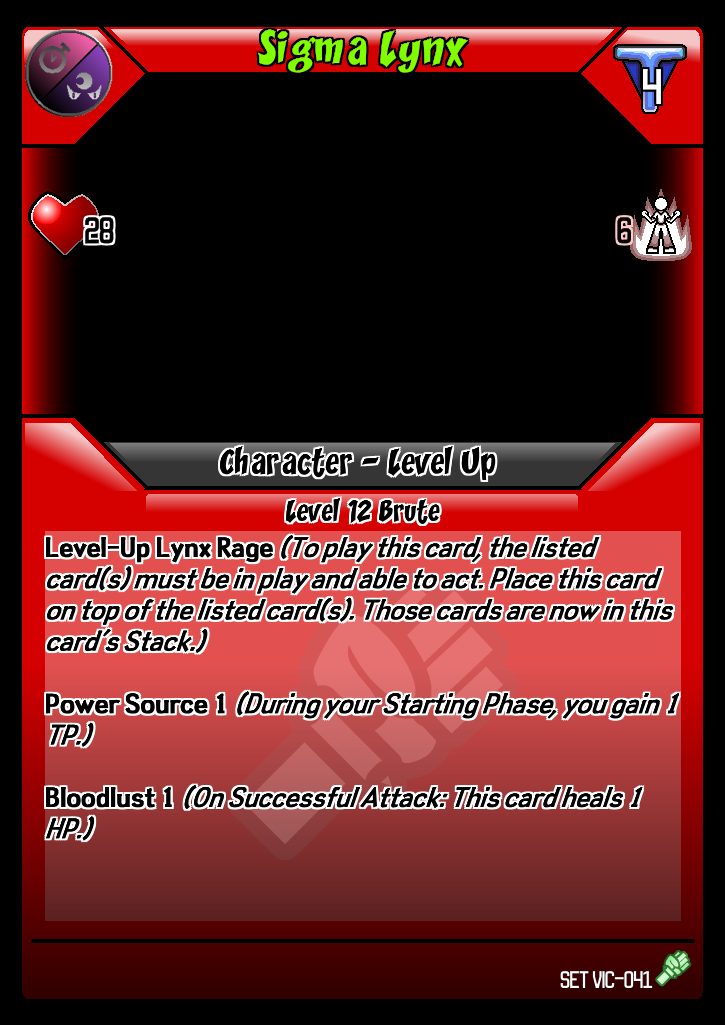 Sigma Lynx
4
28
6
Character - Level Up
Level 12 Brute
Level-Up Lynx Rage (To play this card, the listed
card(s) must be in play and able to act. Place this card
on top of the listed card(s). Those cards are now in this
card's Stack.)
Power Source 1 (During your Starting Phase, you gain 1
TP.)
Bloodlust 1 (On Successful Attack: This card heals 1
HP.)
SET VIC-041